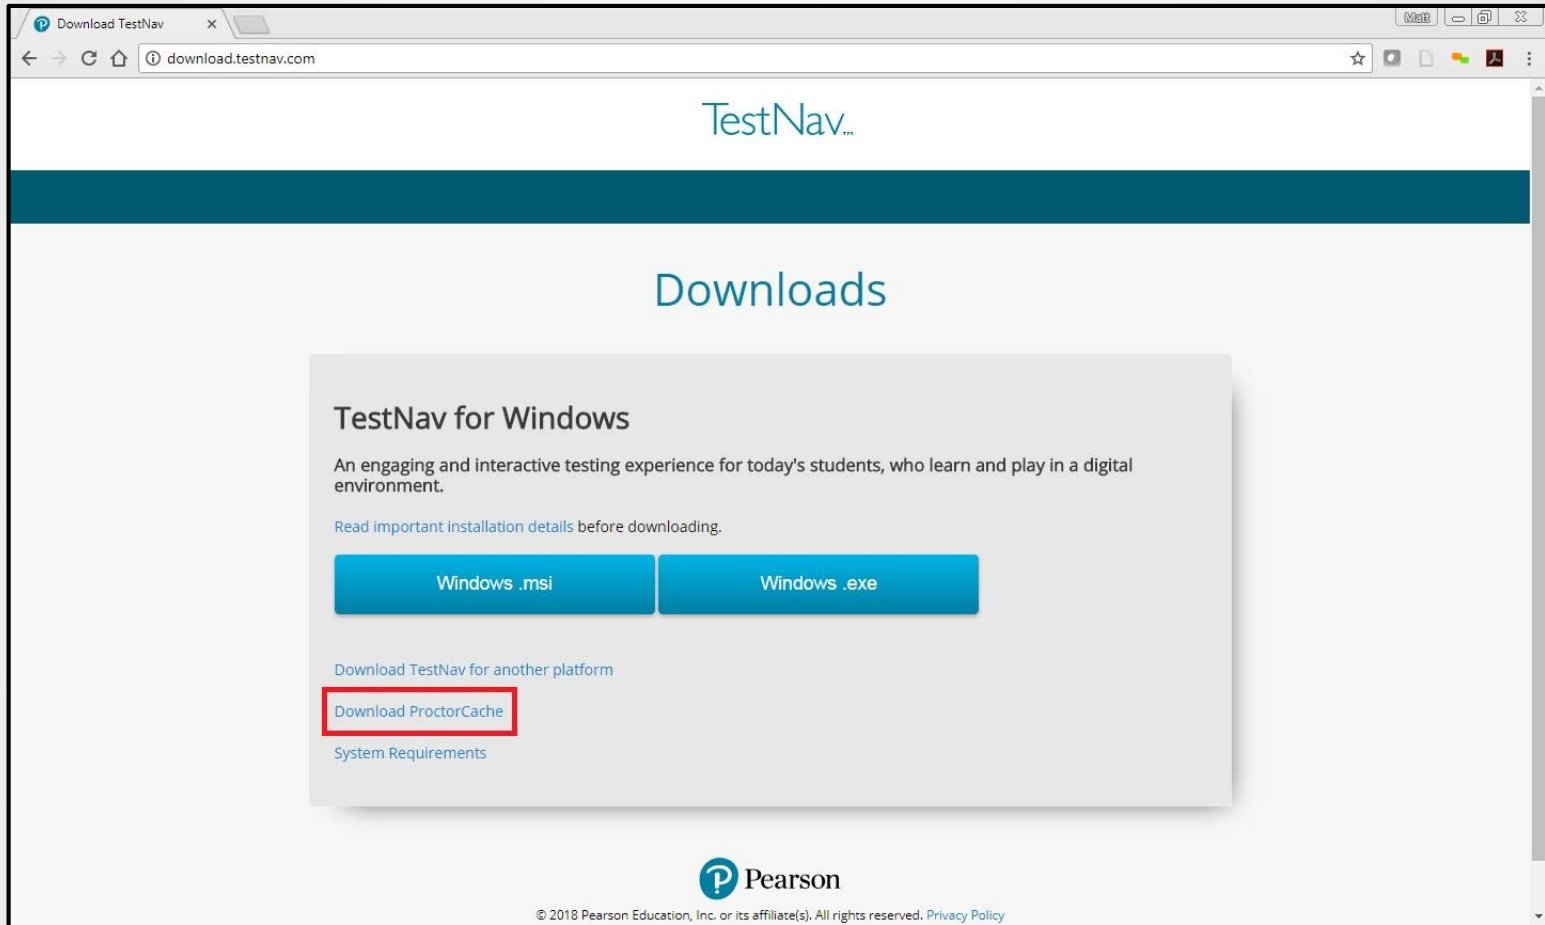 Download TestNav
Matt
download.testnav.com
TestNav™
Downloads
TestNav for Windows
An engaging and interactive testing experience for today's students, who learn and play in a digital
environment.
Read important installation details before downloading.
Windows .msi
Windows .exe
Download TestNav for another platform
Download ProctorCache
System Requirements
Pearson
© 2018 Pearson Education, Inc. or its affiliate(s). All rights reserved. Privacy Policy